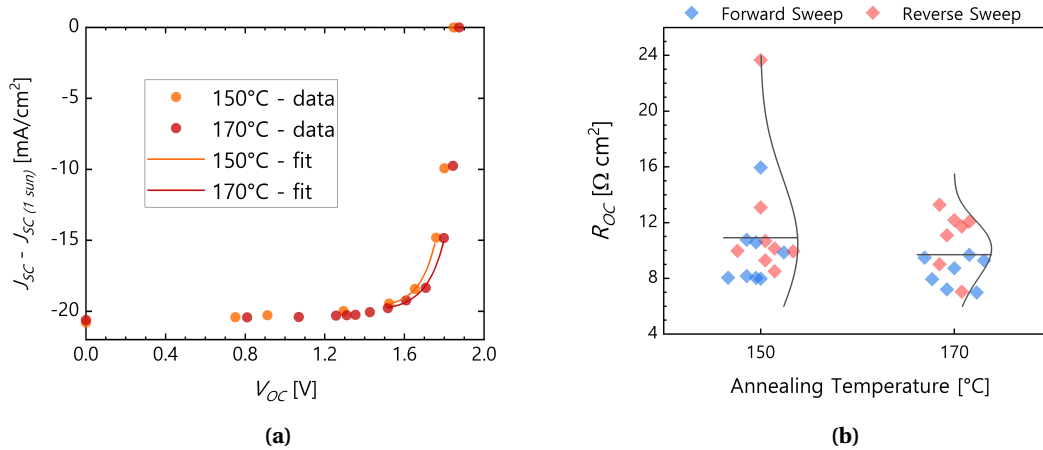 0
-5
-10
-15
-20
J_SC - J_SC (1 sun) [mA/cm²]
150°C - data
170°C - data
150°C - fit
170°C - fit
0.0 0.4 0.8 1.2 1.6 2.0
V_OC [V]
(a)
Forward Sweep Reverse Sweep
24
20
16
12
8
4
R_OC [Ω cm²]
150 170
Annealing Temperature [°C]
(b)